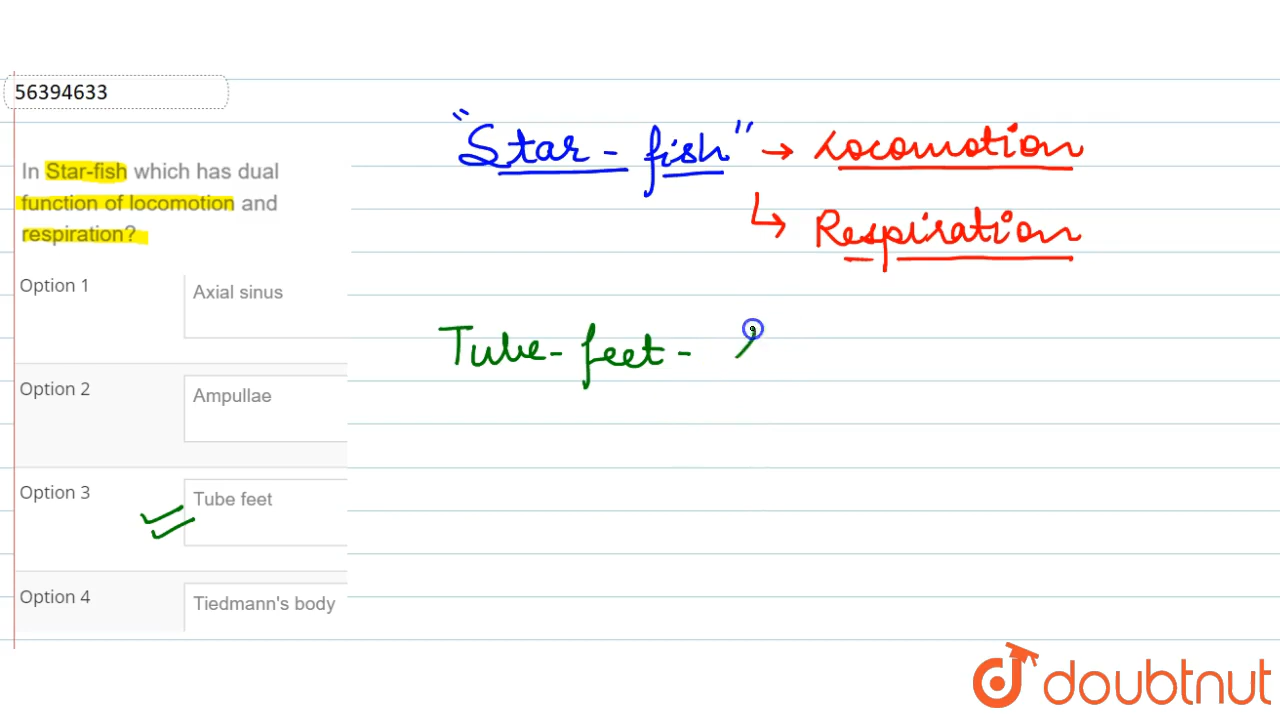 56394633
In Star-fish which has dual
function of locomotion and
respiration?
Option 1
Axial sinus
Option 2
Ampullae
Option 3
Tube feet
Option 4
Tiedmann's body
"Star-fish" → Locomotion
↳ Respiration
Tube-feet-
doubtnut